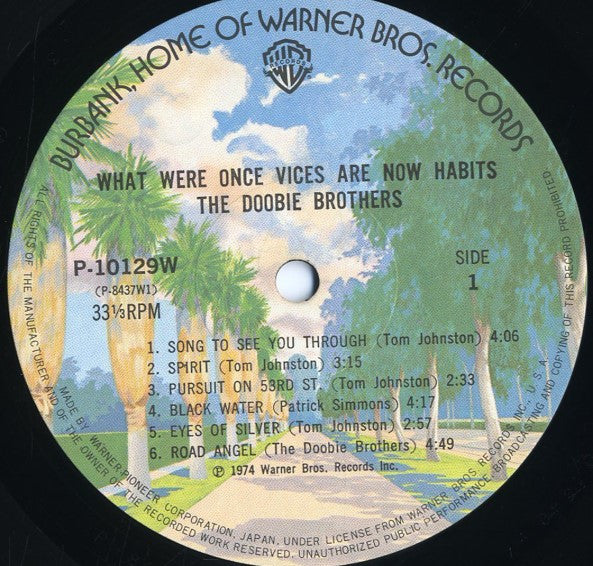 BURBANK, HOME OF WARNER BROS. RECORDS
RECORDS
WHAT WERE ONCE VICES ARE NOW HABITS
THE DOOBIE BROTHERS
P-10129W
(P-8437W1)
33⅓RPM
SIDE
1
1. SONG TO SEE YOU THROUGH (Tom Johnston) 4:06
2. SPIRIT (Tom Johnston) 3:15
3. PURSUIT ON 53RD ST. (Tom Johnston) 2:33
4. BLACK WATER (Patrick Simmons) 4:17
5. EYES OF SILVER (Tom Johnston) 2:57
6. ROAD ANGEL (The Doobie Brothers) 4:49
℗ 1974 Warner Bros. Records Inc.
MADE BY WARNER-PIONEER CORPORATION, JAPAN, UNDER LICENSE FROM WARNER BROS. RECORDS INC., U.S.A.
ALL RIGHTS OF THE MANUFACTURER AND OF THE OWNER OF THE RECORDED WORK RESERVED. UNAUTHORIZED PUBLIC PERFORMANCE, BROADCASTING AND COPYING OF THIS RECORD PROHIBITED.